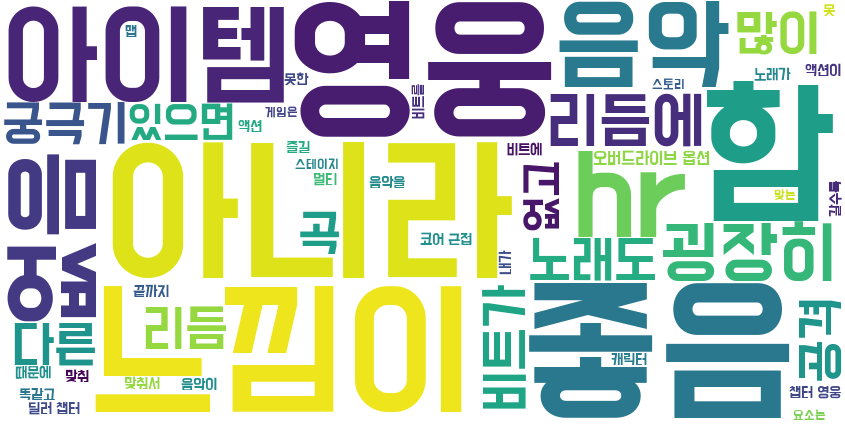 아이템
맵
영웅
음악
많이
못
못한
비트를
스토리
노래가
액션이
궁극기
있으면
액션
게임은
리듬에
한
없음
아니라
즐길
스테이지
멀티
음악을
비트에
없고
hr
오버드라이브 옵션
맞는
갈수록
곡
코어 근접
내가
노래도
굉장히
끝까지
리듬
느낌이
비트가
좋음
공격
다른
때문에
맞춰
맞춰서
음악이
캐릭터
똑같고
딜러 챕터
챕터 영웅
요소는